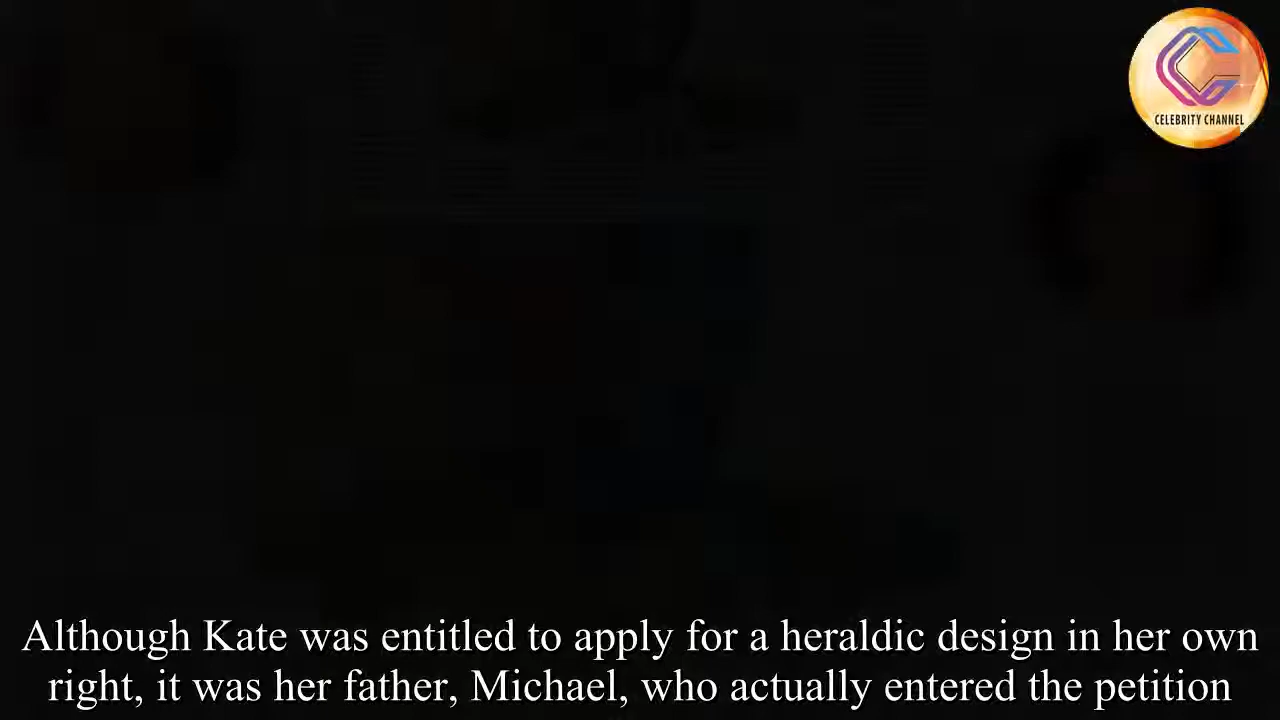 CELEBRITY CHANNEL
Although Kate was entitled to apply for a heraldic design in her own
right, it was her father, Michael, who actually entered the petition